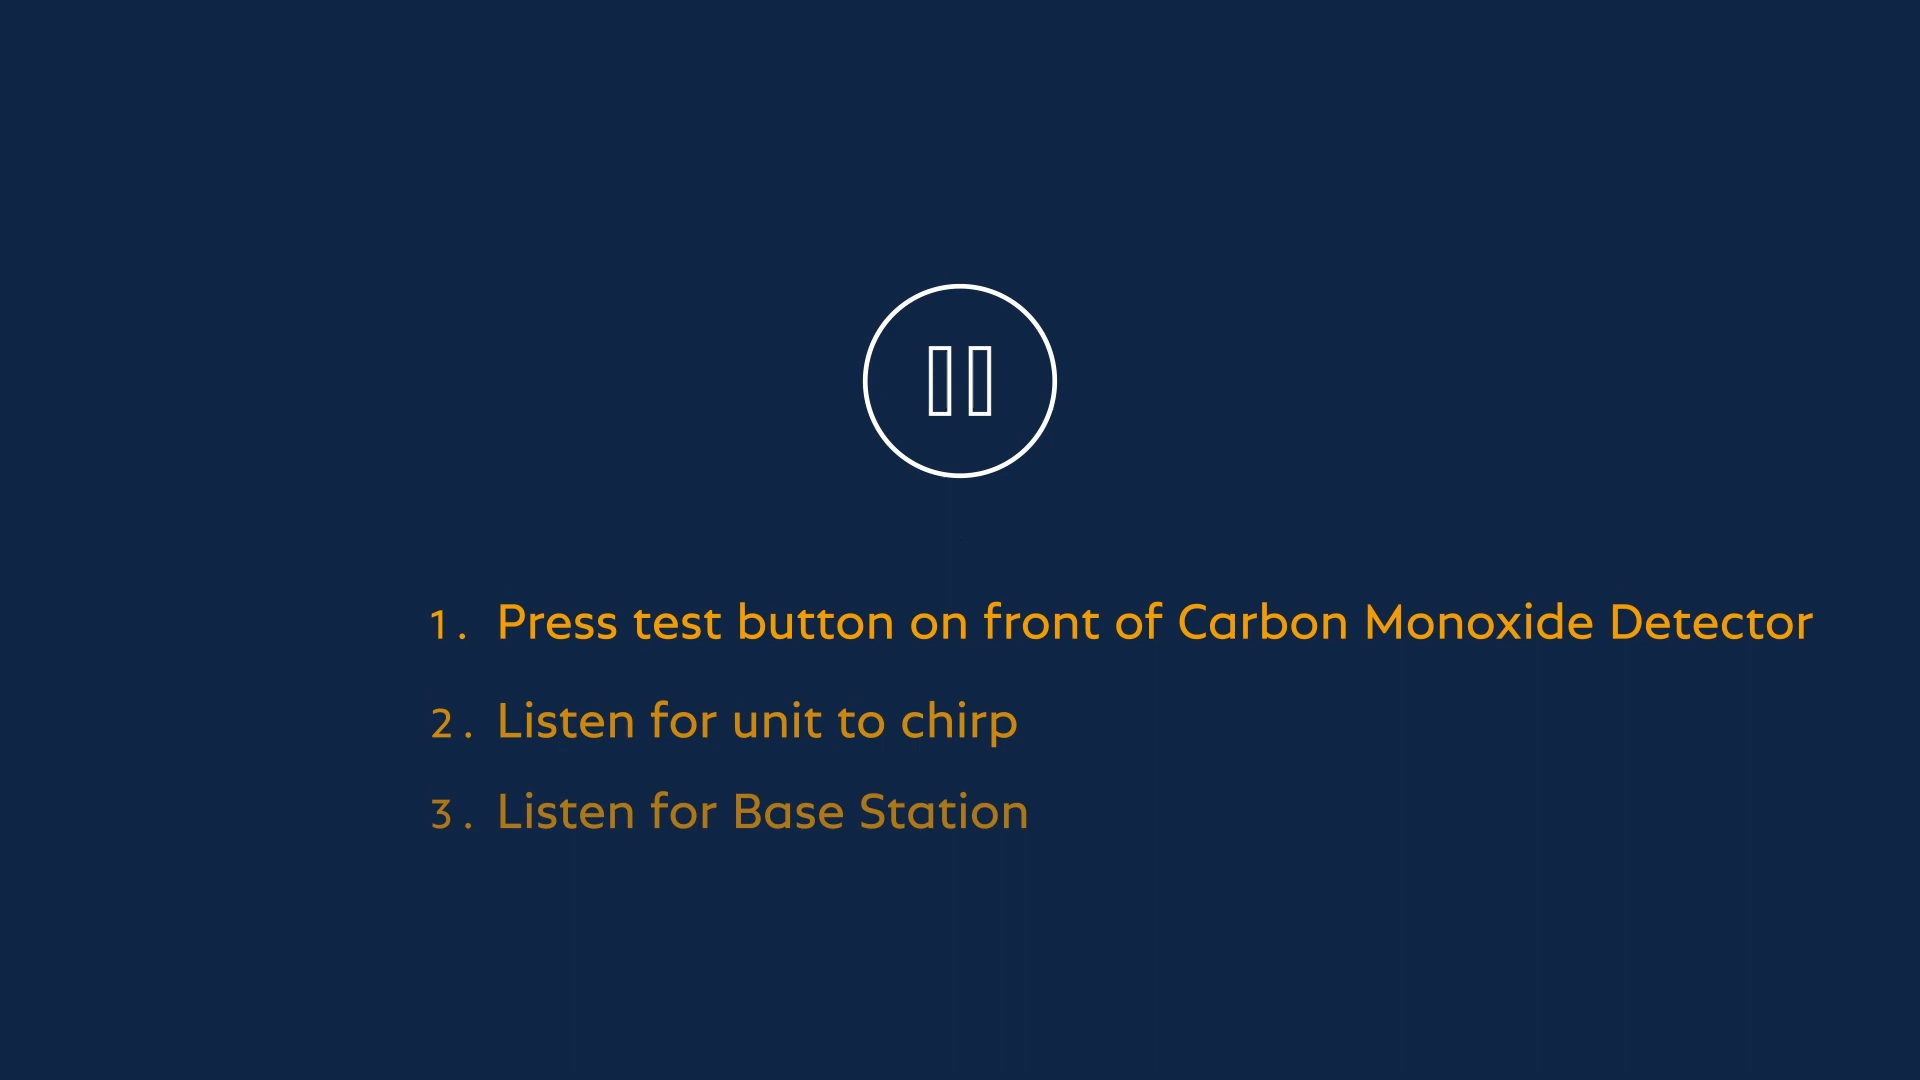 1. Press test button on front of Carbon Monoxide Detector
2. Listen for unit to chirp
3. Listen for Base Station